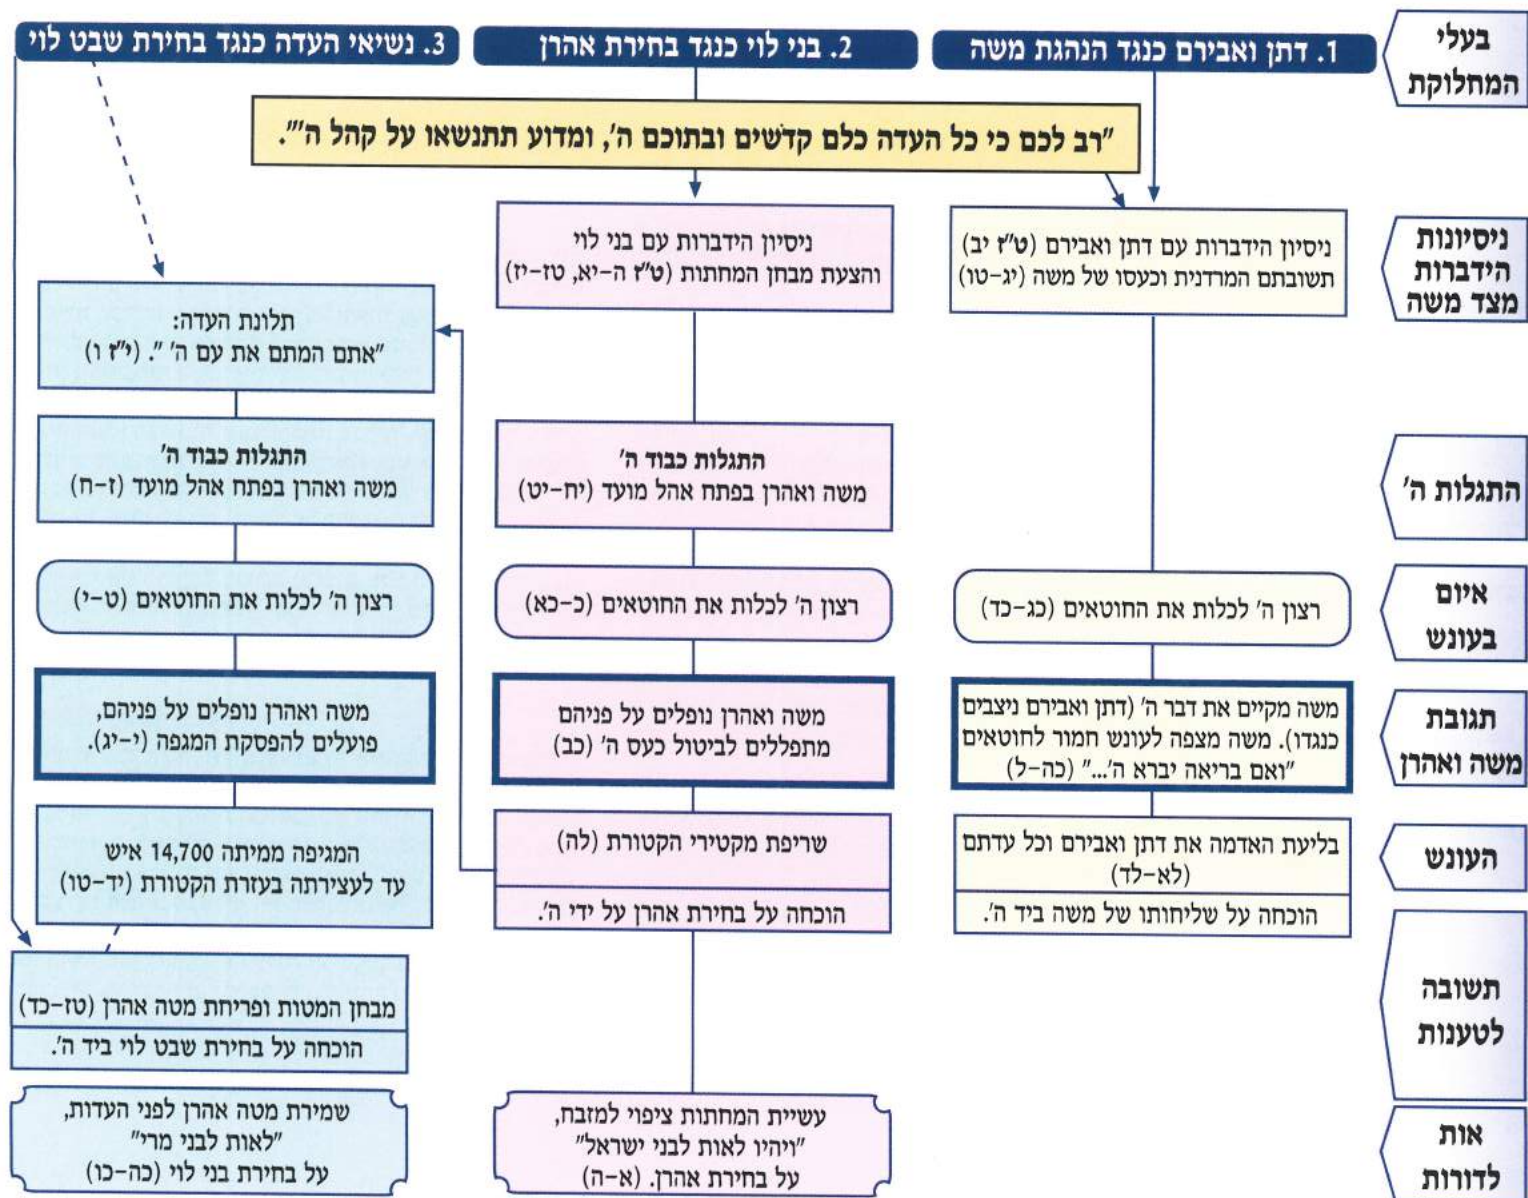 בעלי
המחלוקת
1. דתן ואבירם כנגד הנהגת משה
2. בני לוי כנגד בחירת אהרן
3. נשיאי העדה כנגד בחירת שבט לוי
"רב לכם כי כל העדה כלם קדשים ובתוכם ה', ומדוע תתנשאו על קהל ה'".
ניסיונות
הידברות
מצד משה
ניסיון הידברות עם דתן ואבירם (ט"ז יב)
תשובתם המרדנית וכעסו של משה (יג-טו)
ניסיון הידברות עם בני לוי
והצעת מבחן המחתות (ט"ז ה-יא, טז-יז)
תלונת העדה:
"אתם המתם את עם ה' ". (י"ז ו)
התגלות ה'
התגלות כבוד ה'
משה ואהרן בפתח אהל מועד (יח-יט)
התגלות כבוד ה'
משה ואהרן בפתח אהל מועד (ז-ח)
איום
בעונש
רצון ה' לכלות את החוטאים (כג-כד)
רצון ה' לכלות את החוטאים (כ-כא)
רצון ה' לכלות את החוטאים (ט-י)
תגובת
משה ואהרן
משה מקיים את דבר ה' (דתן ואבירם ניצבים
כנגדו). משה מצפה לעונש חמור לחוטאים
"ואם בריאה יברא ה'..." (כה-ל)
משה ואהרן נופלים על פניהם
מתפללים לביטול כעס ה' (כב)
משה ואהרן נופלים על פניהם,
פועלים להפסקת המגפה (י-יג).
העונש
בליעת האדמה את דתן ואבירם וכל עדתם
(לא-לד)
שריפת מקטירי הקטורת (לה)
המגיפה ממיתה 14,700 איש
עד לעצירתה בעזרת הקטורת (יד-טו)
תשובה
לטענות
הוכחה על שליחותו של משה ביד ה'.
הוכחה על בחירת אהרן על ידי ה'.
מבחן המטות ופריחת מטה אהרן (טז-כד)
הוכחה על בחירת שבט לוי ביד ה'.
אות
לדורות
עשיית המחתות ציפוי למזבח,
"ויהיו לאות לבני ישראל"
על בחירת אהרן. (א-ה)
שמירת מטה אהרן לפני העדות,
"לאות לבני מרי"
על בחירת בני לוי (כה-כו)